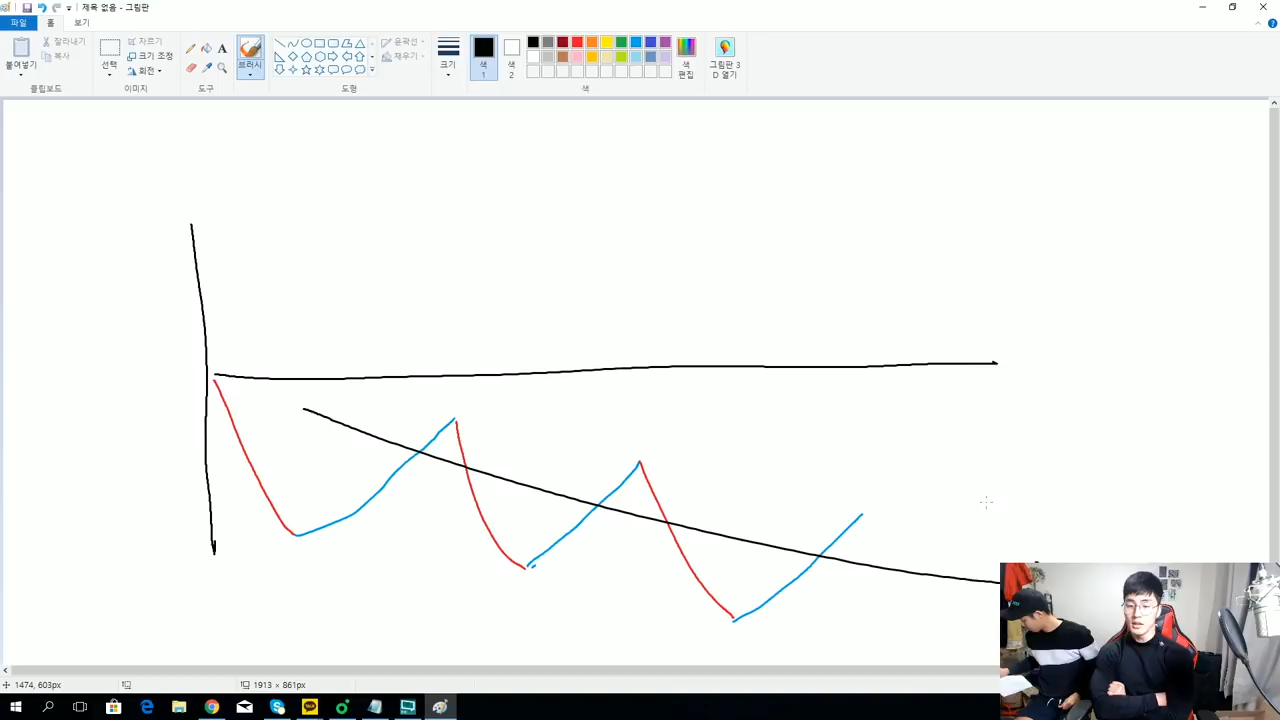 제목 없음 - 그림판
파일 홈 보기
붙여넣기
잘라내기
복사
클립보드
선택
자르기
크기 조정
회전
이미지
A
도구
브러시
윤곽선
채우기
도형
크기
색 1
색 2
색 편집
색
그림판 3D 열기
1474, 603px
1913 × 861px